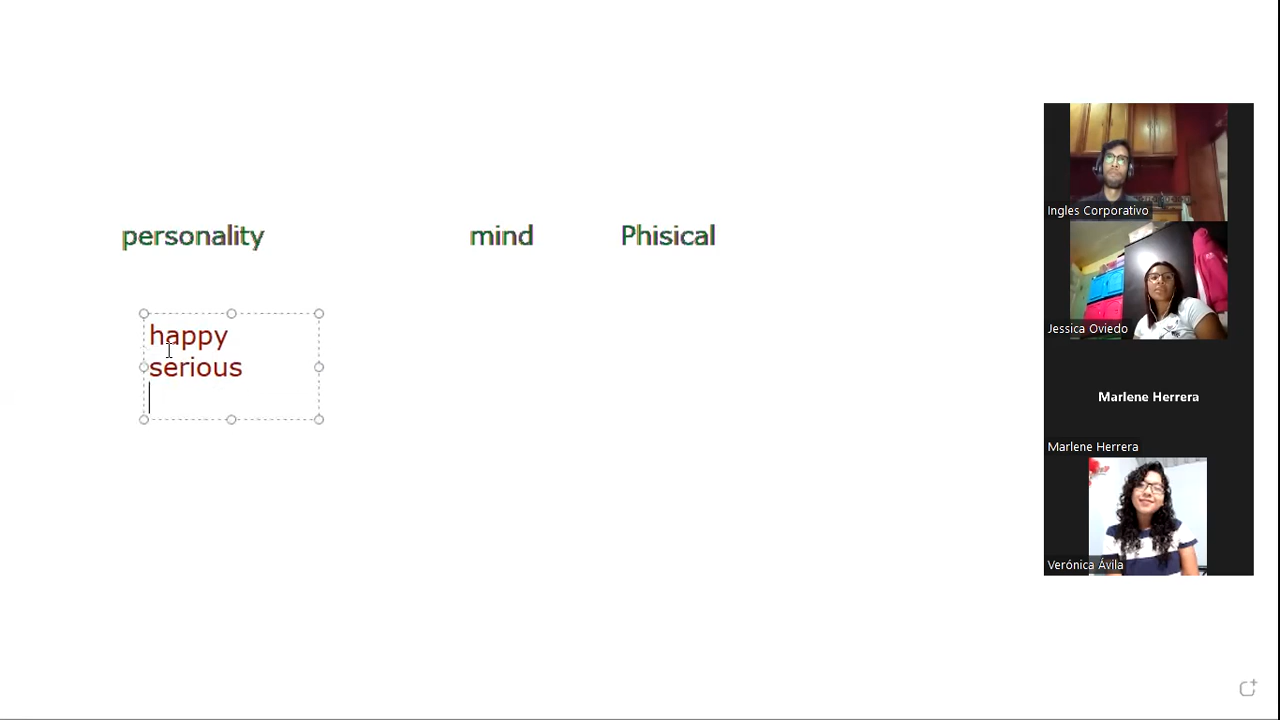 personality mind Phisical
happy
serious
Ingles Corporativo
Jessica Oviedo
Marlene Herrera
Marlene Herrera
Verónica Ávila